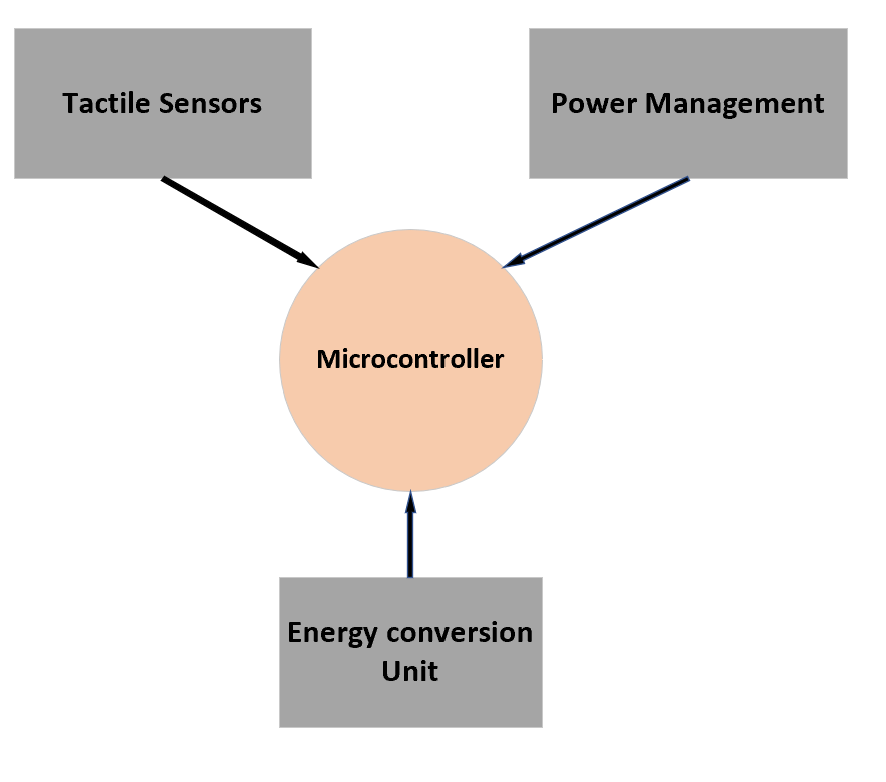 Tactile Sensors
Power Management
Microcontroller
Energy conversion
Unit